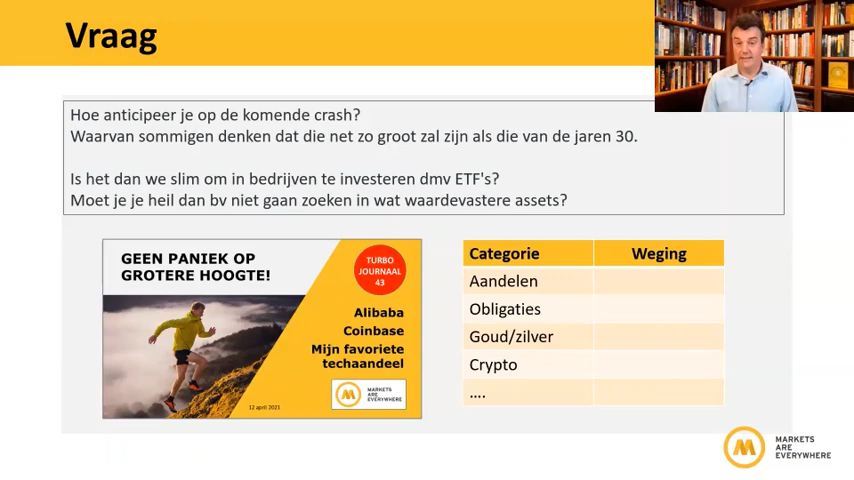 Vraag
Hoe anticipeer je op de komende crash?
Waarvan sommigen denken dat die net zo groot zal zijn als die van de jaren 30.
Is het dan we slim om in bedrijven te investeren dmv ETF's?
Moet je je heil dan bv niet gaan zoeken in wat waardevastere assets?
GEEN PANIEK OP
GROTERE HOOGTE!
TURBO
JOURNAAL
43
Alibaba
Coinbase
Mijn favoriete
techaandeel
MARKETS
ARE
EVERYWHERE
12 april 2021
Categorie Weging
Aandelen
Obligaties
Goud/zilver
Crypto
....
MARKETS
ARE
EVERYWHERE